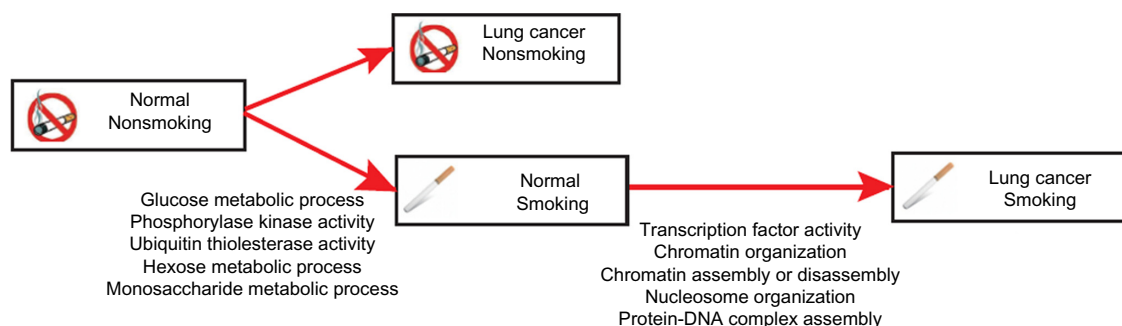 Lung cancer
Nonsmoking
Normal
Nonsmoking
Normal
Smoking
Lung cancer
Smoking
Glucose metabolic process
Phosphorylase kinase activity
Ubiquitin thiolesterase activity
Hexose metabolic process
Monosaccharide metabolic process
Transcription factor activity
Chromatin organization
Chromatin assembly or disassembly
Nucleosome organization
Protein-DNA complex assembly